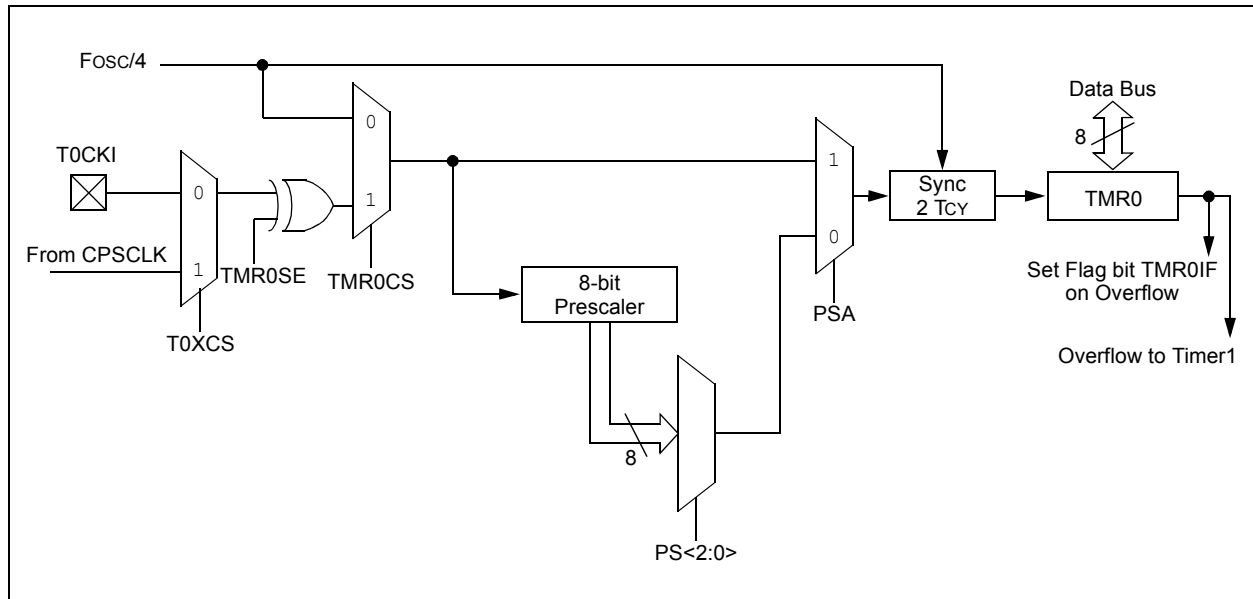 FOSC/4
Data Bus
8
T0CKI
0
1
0
1
From CPSCLK
TMR0SE
TMR0CS
T0XCS
8-bit
Prescaler
8
PS<2:0>
1
0
PSA
Sync
2 TCY
TMR0
Set Flag bit TMR0IF
on Overflow
Overflow to Timer1